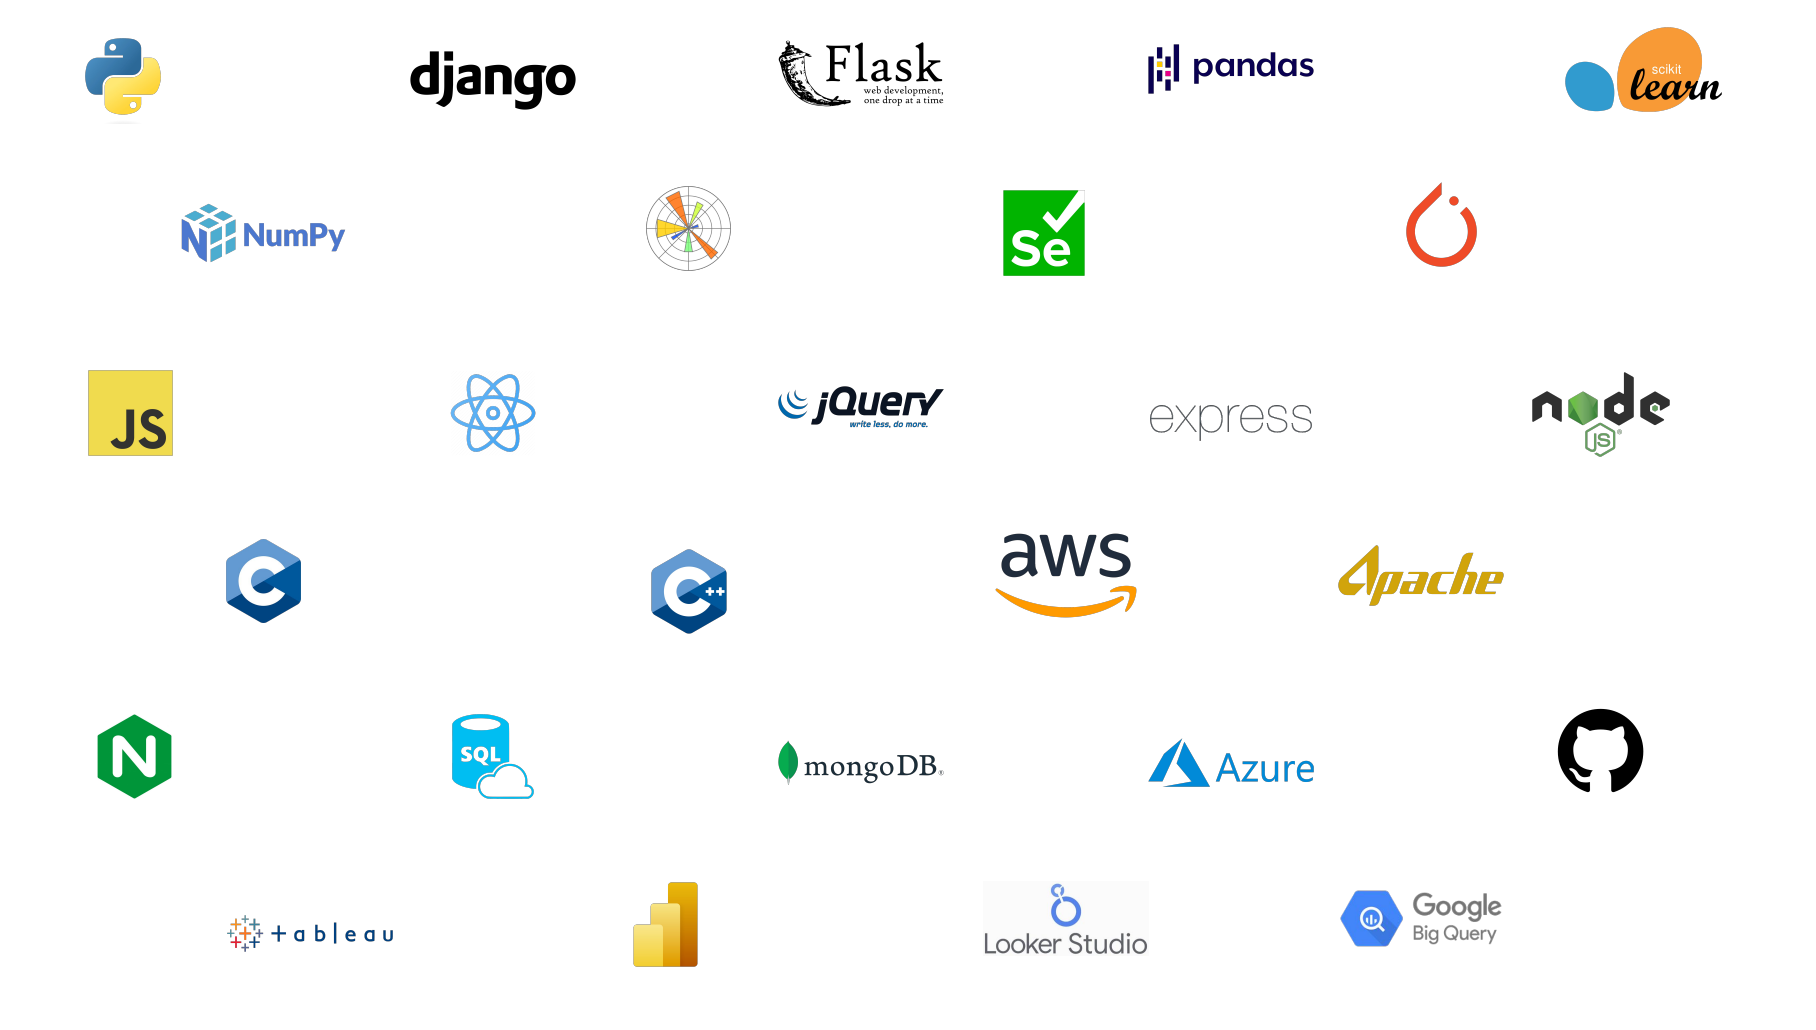 django
Flask
web development,
one drop at a time
pandas
scikit
learn
NumPy
Se
JS
jQuery
write less, do more.
express
node
JS®
C
C++
aws
Apache
N
SQL
mongoDB®
Azure
+ableau
Looker Studio
Google
Big Query